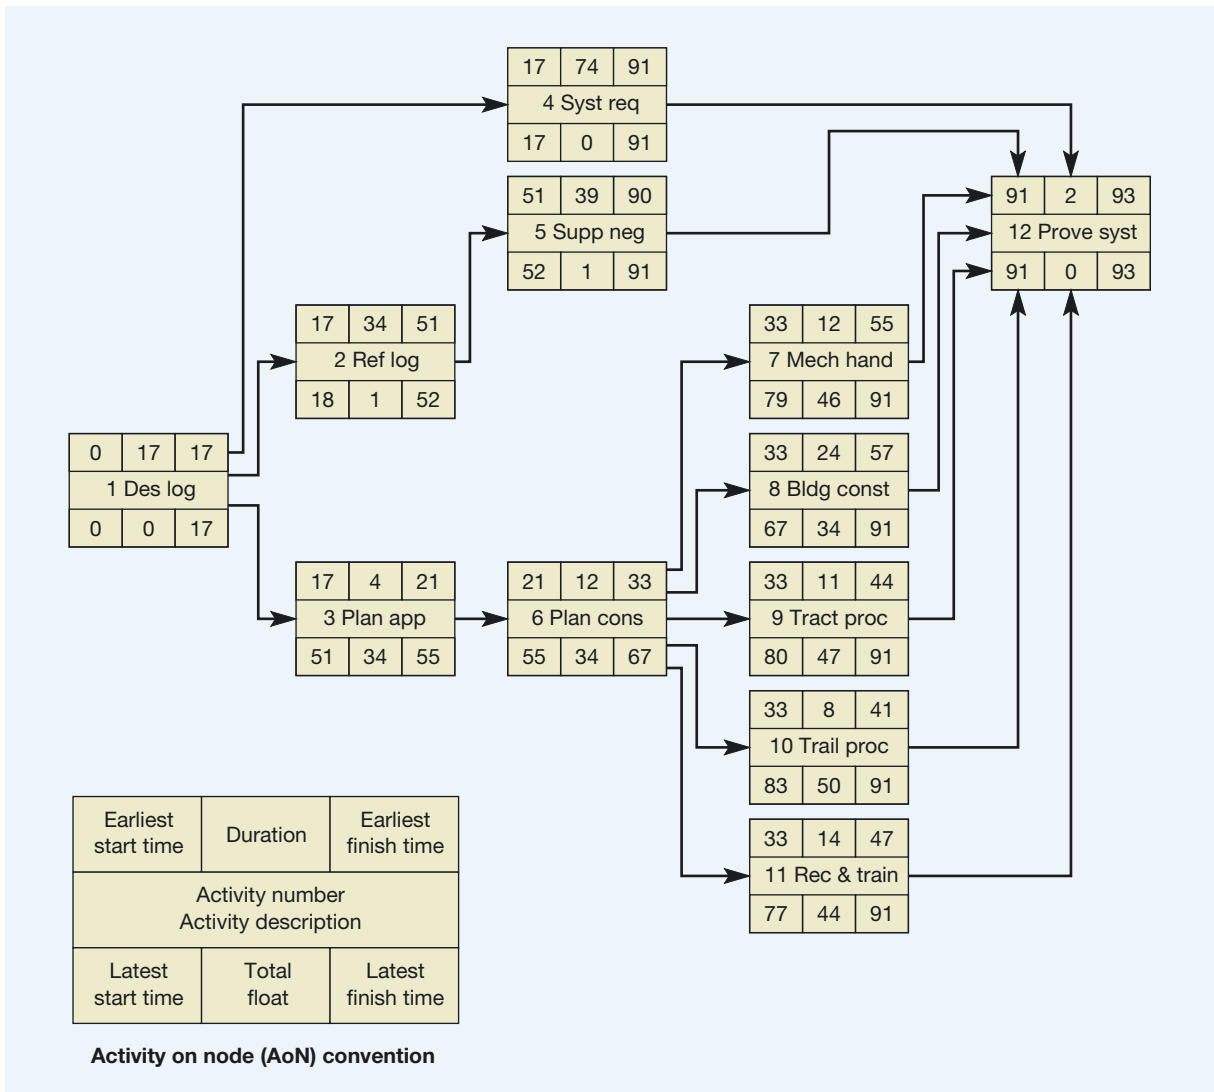 17 74 91
4 Syst req
17 0 91
51 39 90
5 Supp neg
52 1 91
91 2 93
12 Prove syst
91 0 93
17 34 51
2 Ref log
18 1 52
33 12 55
7 Mech hand
79 46 91
0 17 17
1 Des log
0 0 17
33 24 57
8 Bldg const
67 34 91
17 4 21
3 Plan app
51 34 55
21 12 33
6 Plan cons
55 34 67
33 11 44
9 Tract proc
80 47 91
33 8 41
10 Trail proc
83 50 91
33 14 47
11 Rec & train
77 44 91
Earliest
start time
Duration
Earliest
finish time
Activity number
Activity description
Latest
start time
Total
float
Latest
finish time
Activity on node (AoN) convention